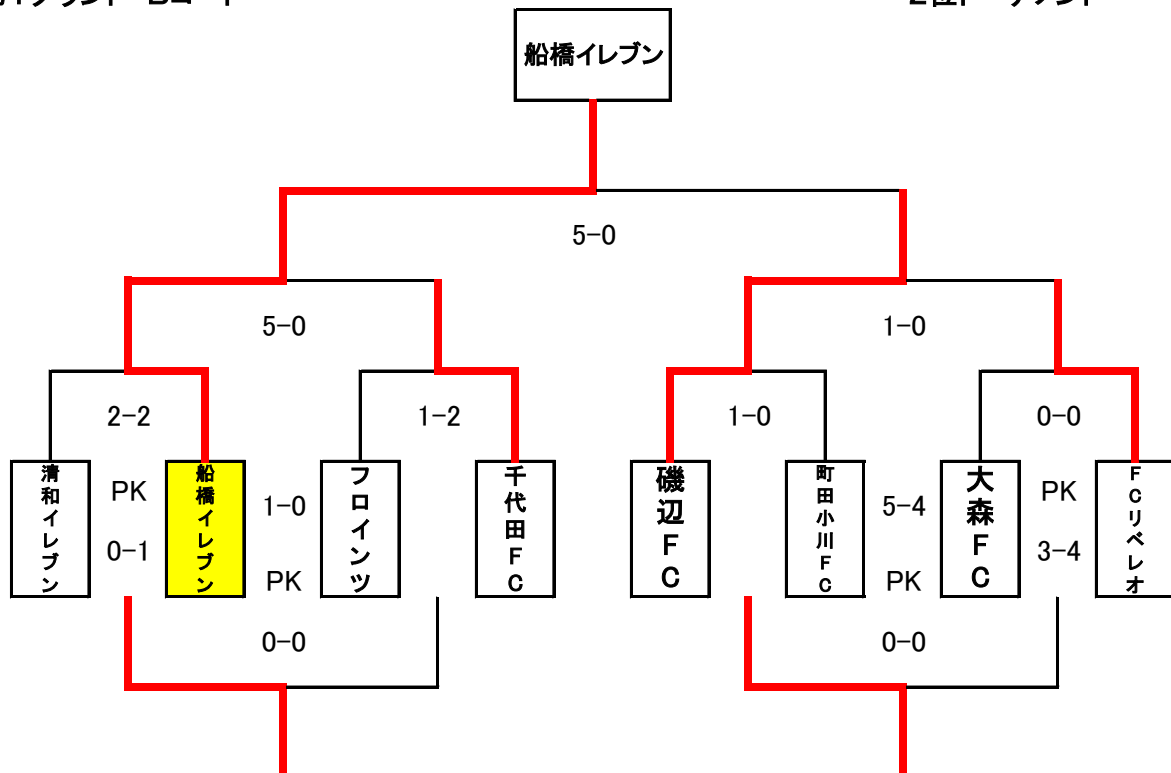 船橋イレブン
5-0
5-0
1-0
2-2
1-2
1-0
0-0
清和イレブン
PK
0-1
船橋イレブン
1-0
PK
0-0
フロインツ
千代田FC
磯辺FC
町田小川FC
5-4
PK
0-0
大森FC
PK
3-4
FCリベレオ